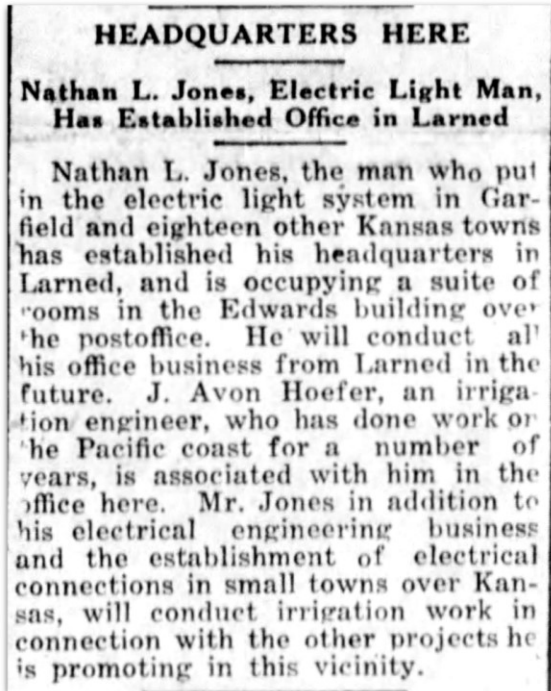 HEADQUARTERS HERE
Nathan L. Jones, Electric Light Man,
Has Established Office in Larned
Nathan L. Jones, the man who put
in the electric light system in Gar-
field and eighteen other Kansas towns
has established his headquarters in
Larned, and is occupying a suite of
rooms in the Edwards building over
the postoffice. He will conduct all
his office business from Larned in the
future. J. Avon Hoefer, an irriga-
tion engineer, who has done work on
the Pacific coast for a number of
years, is associated with him in the
office here. Mr. Jones in addition to
his electrical engineering business
and the establishment of electrical
connections in small towns over Kan-
sas, will conduct irrigation work in
connection with the other projects he
is promoting in this vicinity.